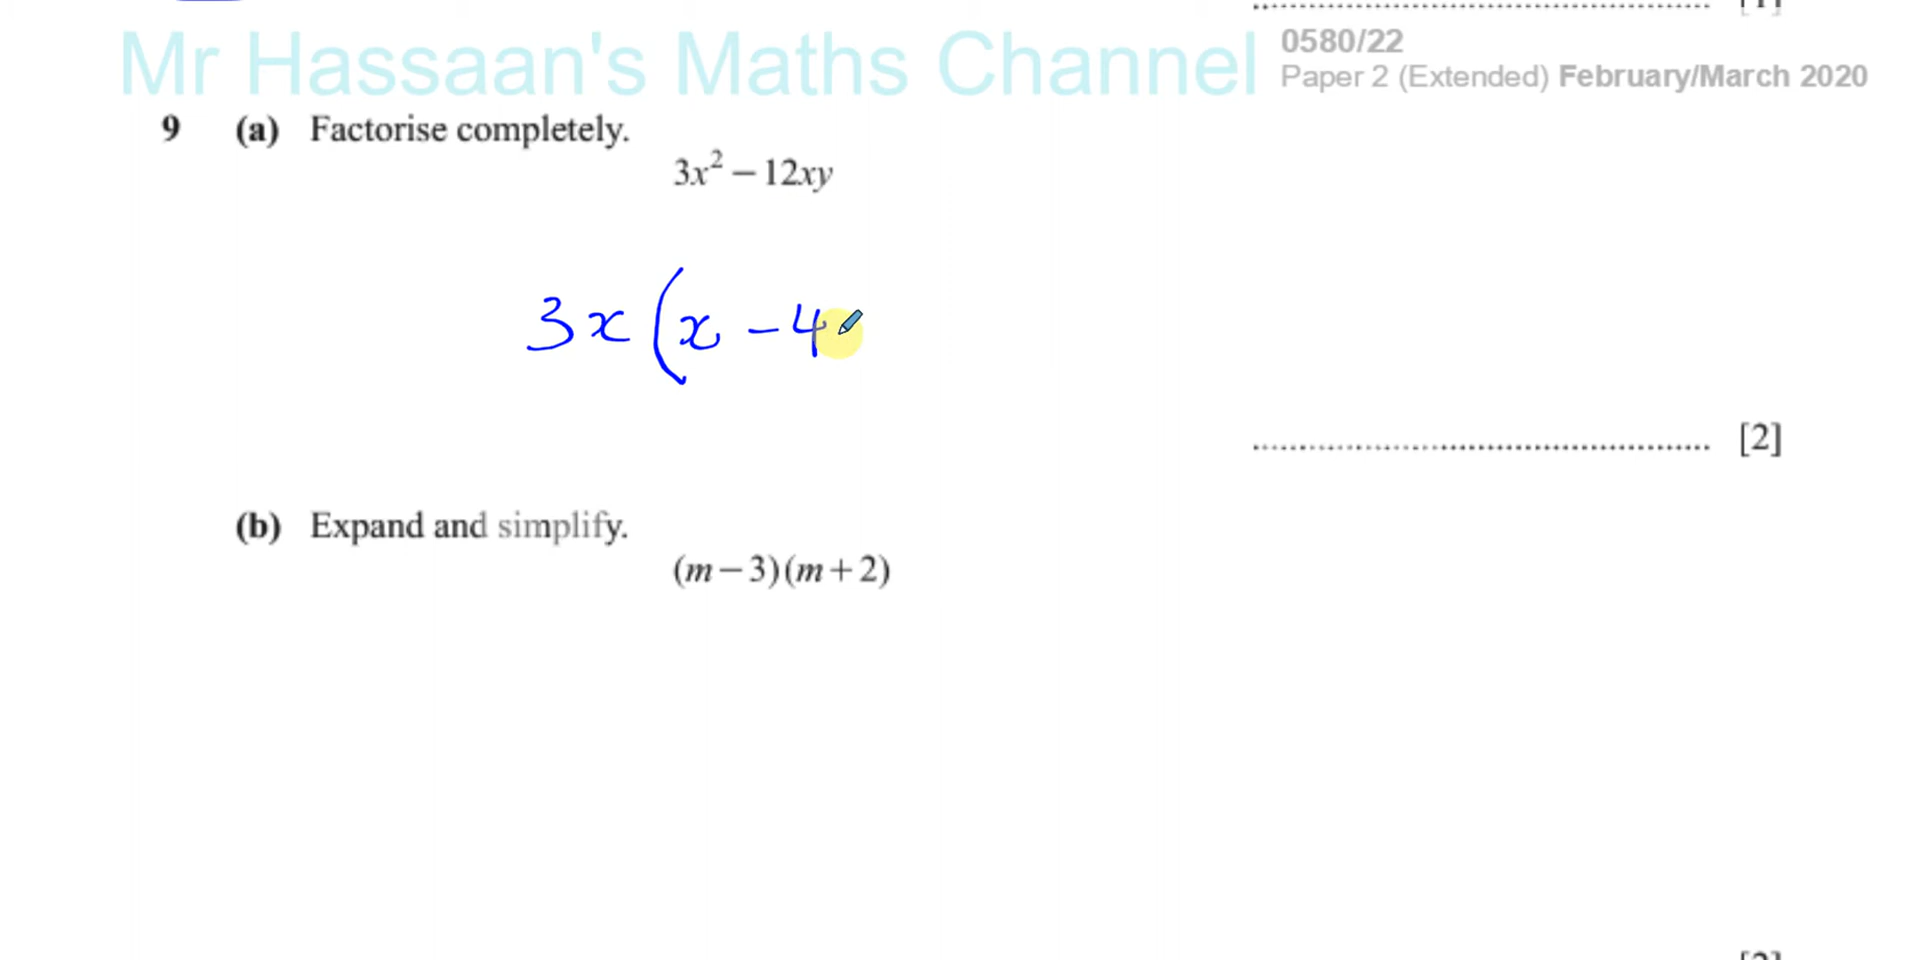 Mr Hassaan's Maths Channel
0580/22
Paper 2 (Extended) February/March 2020
9 (a) Factorise completely.
3x² − 12xy
3x (x − 4
................................................ [2]
(b) Expand and simplify.
(m − 3)(m + 2)